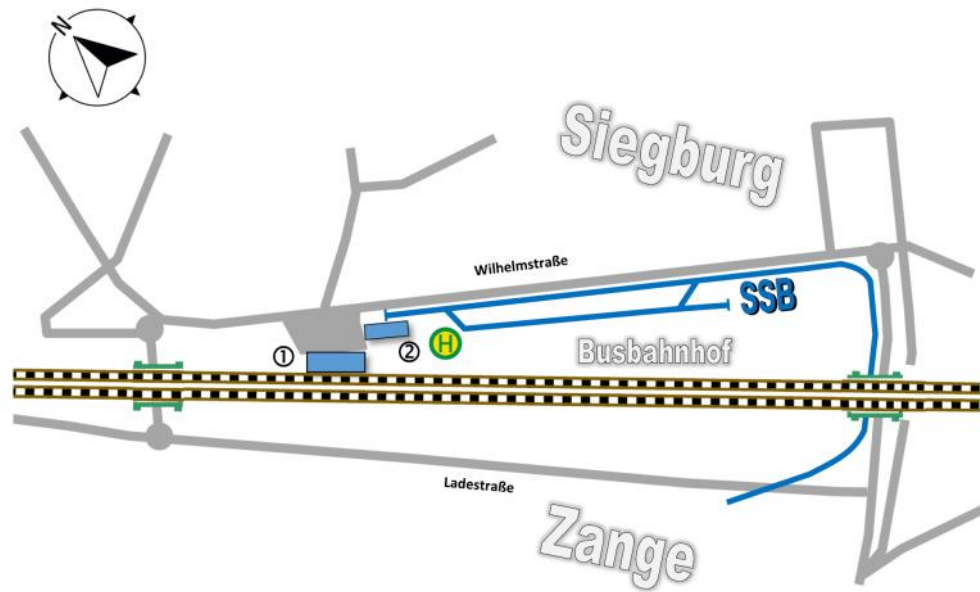 N
Siegburg
Wilhelmstraße
SSB
① ② H
Busbahnhof
Ladestraße
Zange